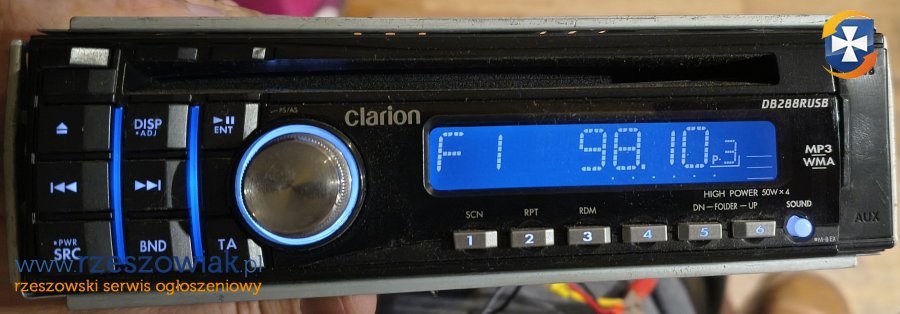 PS/AS
clarion
DB288RUSB
DISP
•ADJ
ENT
F1 98.10 P-3
MP3
WMA
HIGH POWER 50W×4
SCN RPT RDM DN—FOLDER—UP SOUND
1 2 3 4 5 6
•PWR
SRC
BND
TA
AUX
www.rzeszowiak.pl
rzeszowski serwis ogłoszeniowy